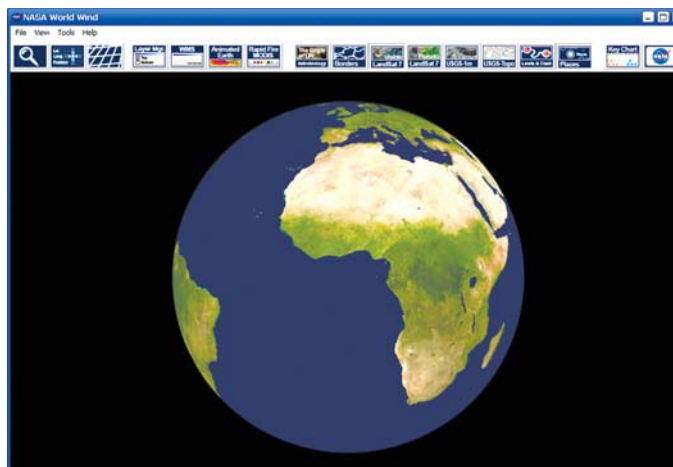 NASA World Wind
File View Tools Help
Layer Mgr.
WMS
Animated Earth
Rapid Fire MODIS
Borders
LandSat 7
LandSat 7
USGS-Topo
Places
Key Chart